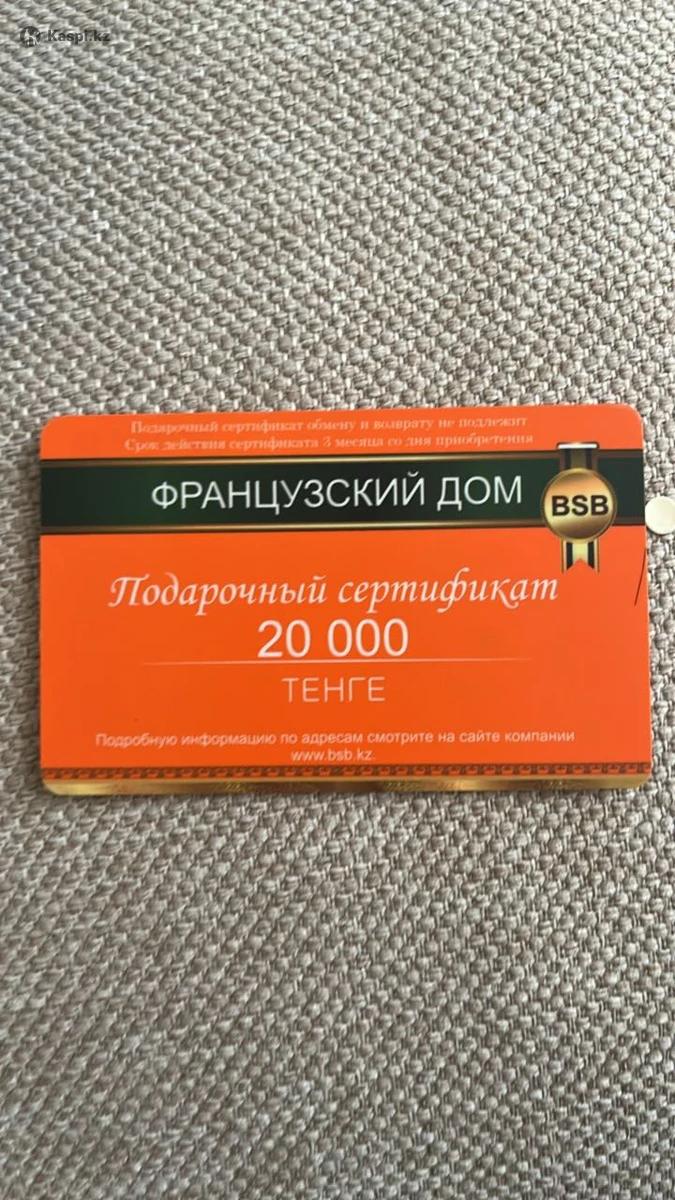 Kaspi.kz
Подарочный сертификат обмену и возврату не подлежит
Срок действия сертификата 3 месяца со дня приобретения
ФРАНЦУЗСКИЙ ДОМ
BSB
Подарочный сертификат
20 000
ТЕНГЕ
Подробную информацию по адресам смотрите на сайте компании
www.bsb.kz.